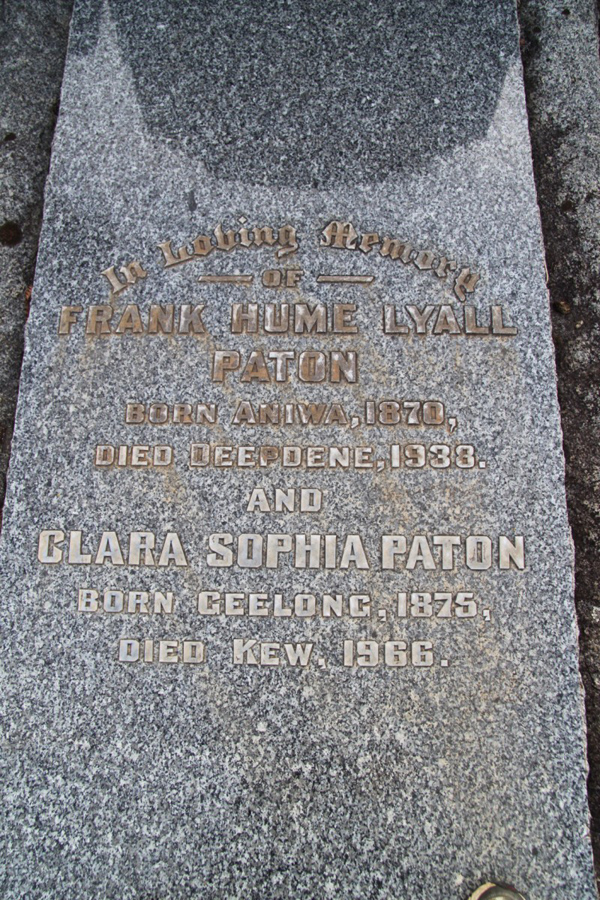 In Loving Memory
— OF —
FRANK HUME LYALL
PATON
BORN ANIWA, 1870,
DIED DEEPDENE, 1938.
AND
CLARA SOPHIA PATON
BORN GEELONG, 1875,
DIED KEW, 1966.